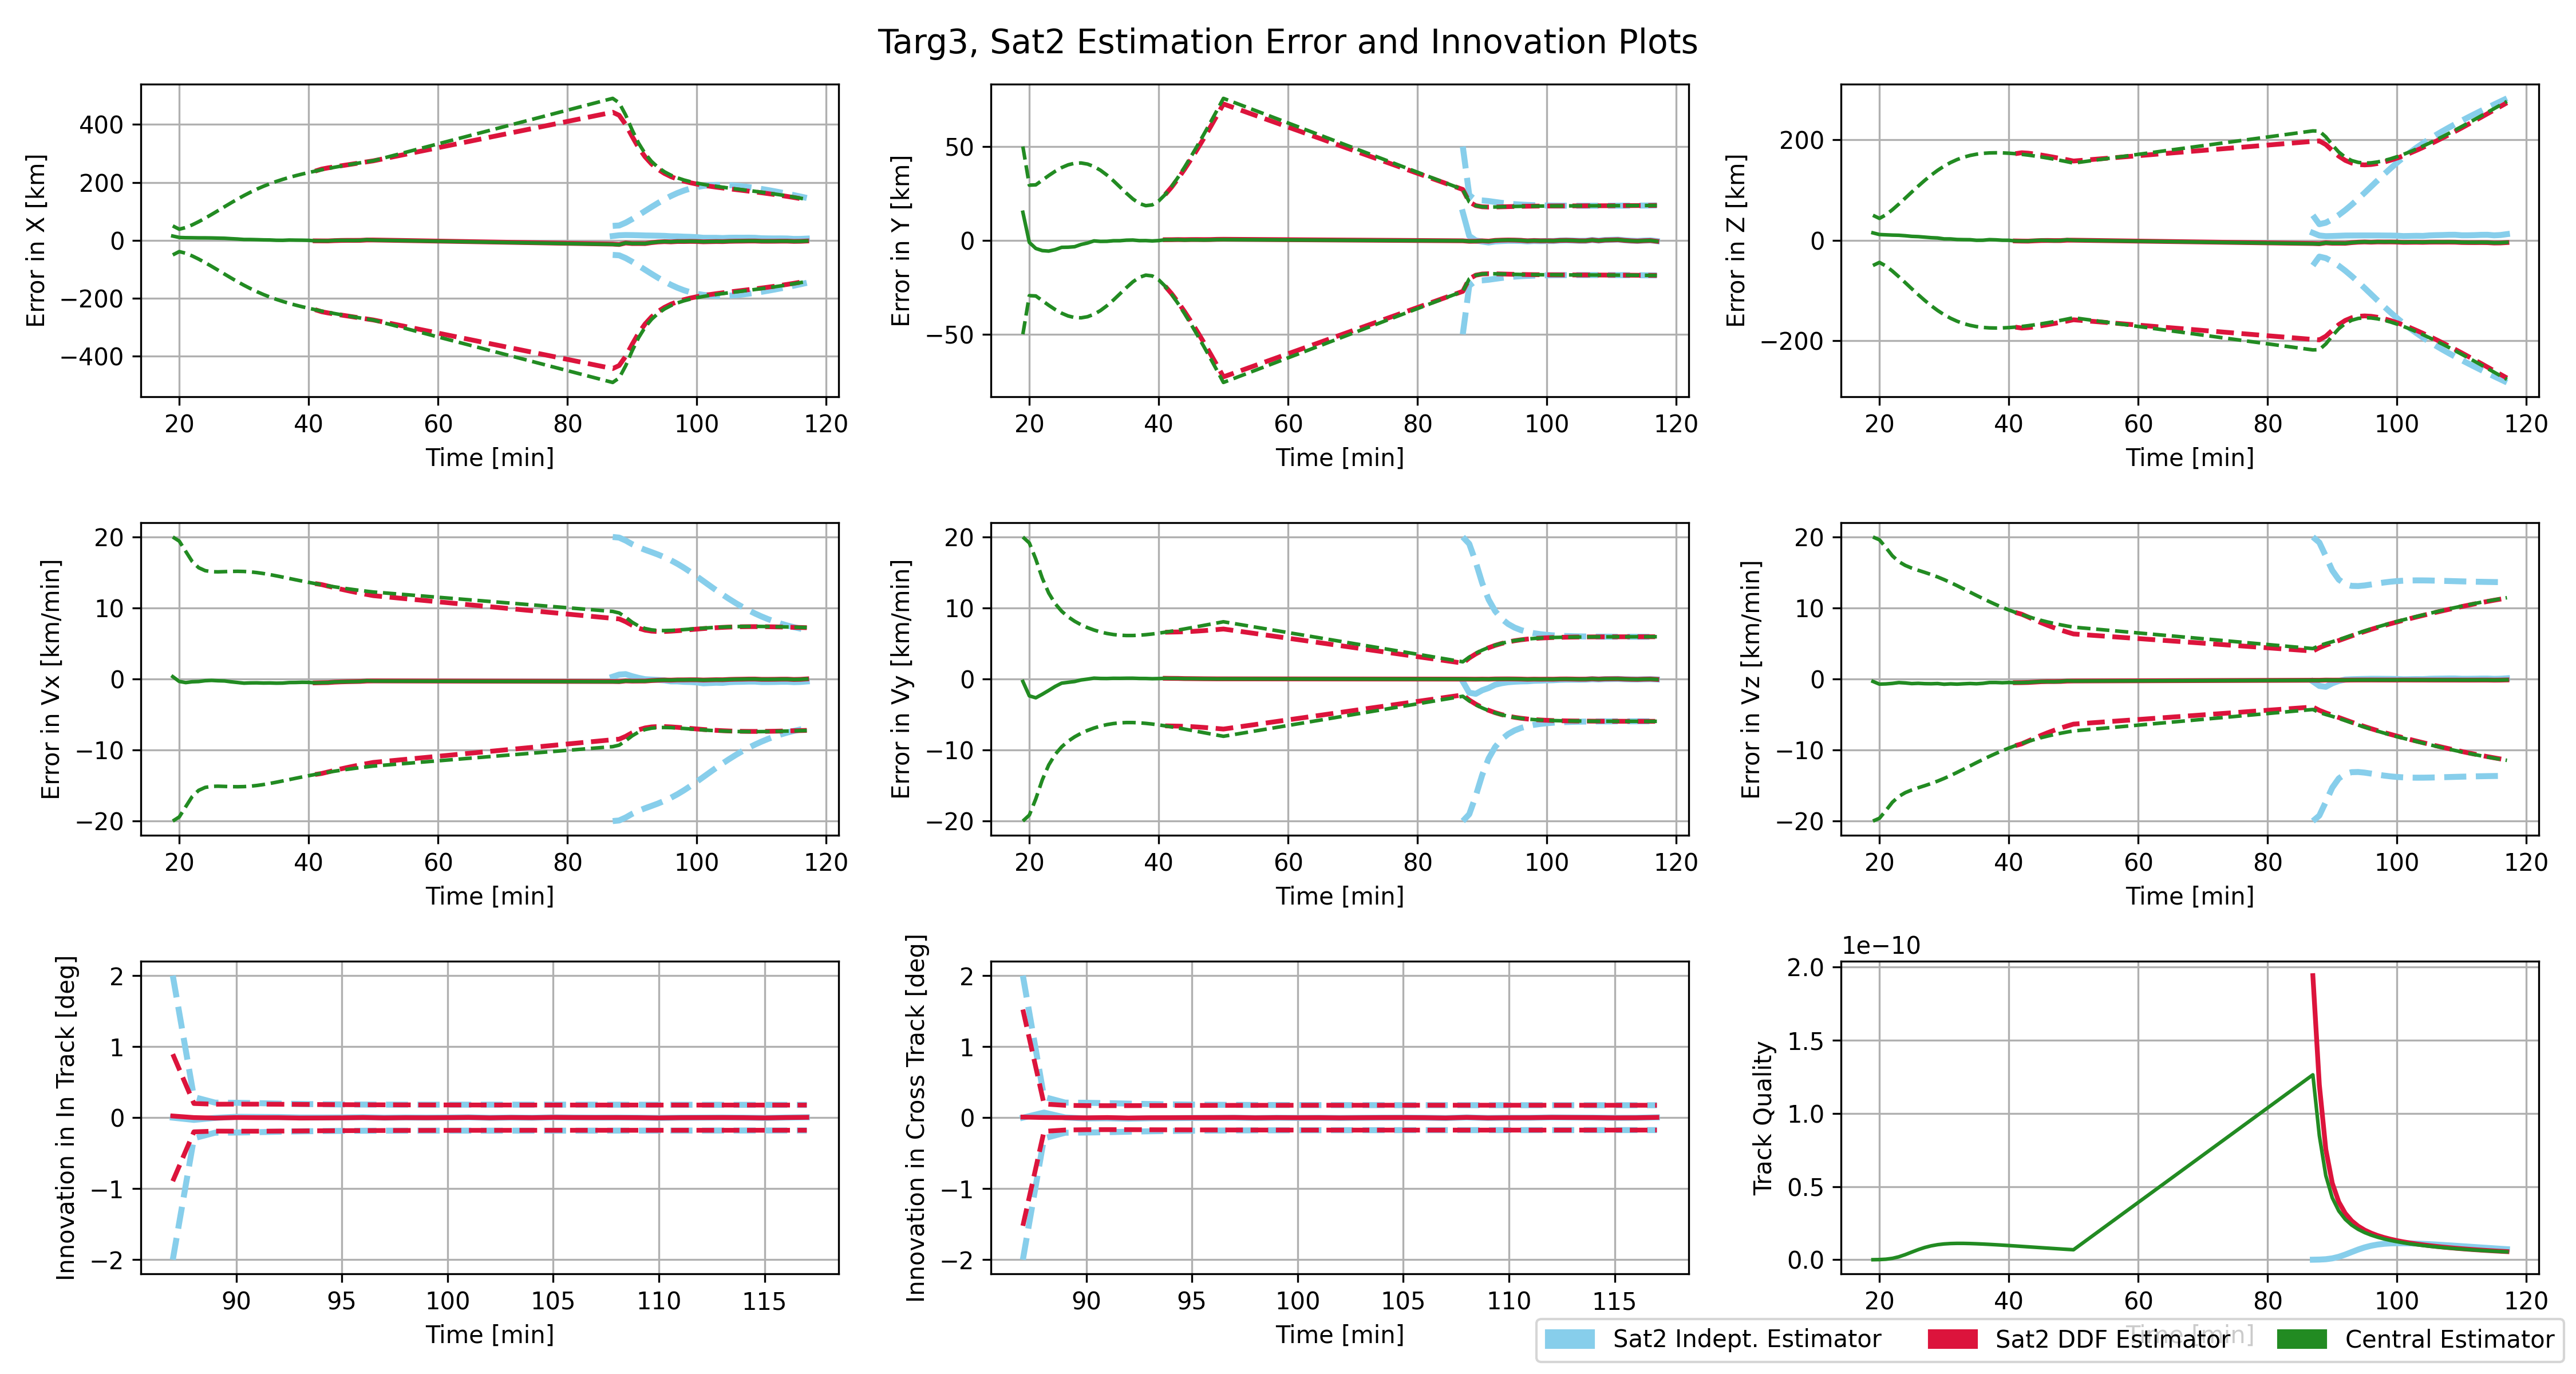 Targ3, Sat2 Estimation Error and Innovation Plots
Error in X [km]
400
200
0
−200
−400
20 40 60 80 100 120
Time [min]
Error in Y [km]
50
0
−50
20 40 60 80 100 120
Time [min]
Error in Z [km]
200
0
−200
20 40 60 80 100 120
Time [min]
Error in Vx [km/min]
20
10
0
−10
−20
20 40 60 80 100 120
Time [min]
Error in Vy [km/min]
20
10
0
−10
−20
20 40 60 80 100 120
Time [min]
Error in Vz [km/min]
20
10
0
−10
−20
20 40 60 80 100 120
Time [min]
Innovation in In Track [deg]
2
1
0
−1
−2
90 95 100 105 110 115
Time [min]
Innovation in Cross Track [deg]
2
1
0
−1
−2
90 95 100 105 110 115
Time [min]
1e−10
Track Quality
2.0
1.5
1.0
0.5
0.0
20 40 60 80 100 120
Time [min]
Sat2 Indept. Estimator Sat2 DDF Estimator Central Estimator